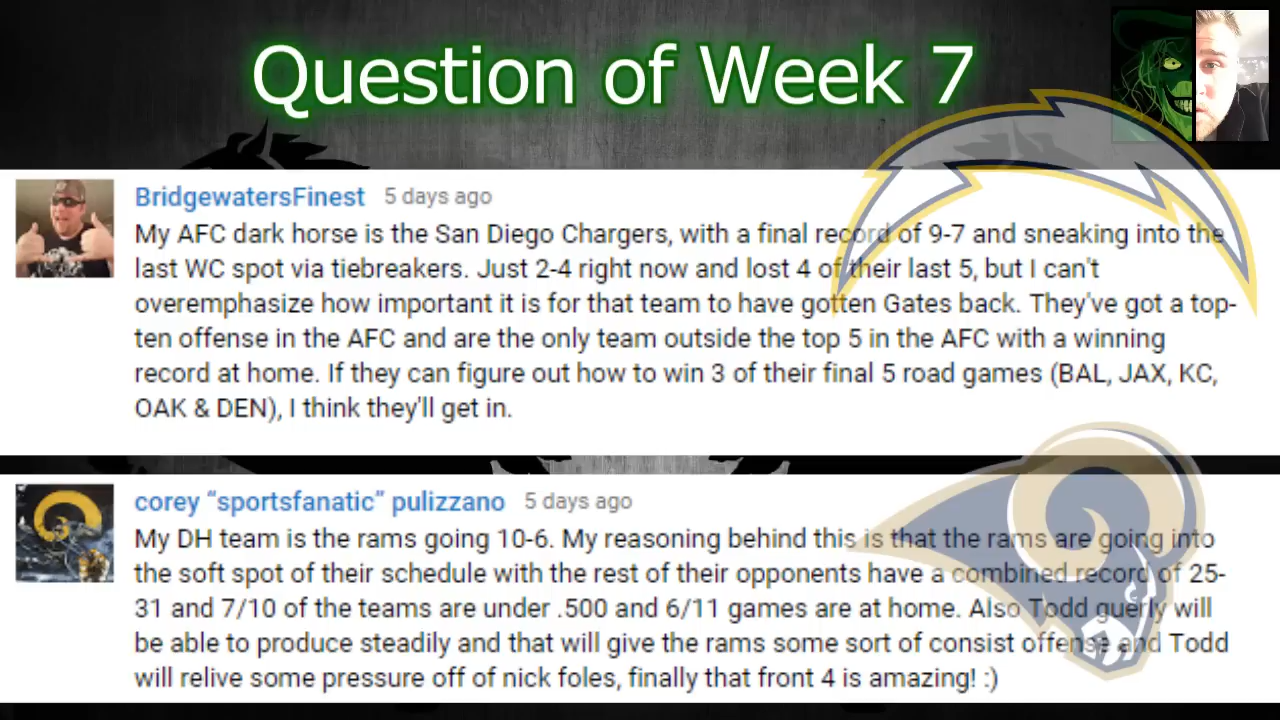 Question of Week 7
BridgewatersFinest 5 days ago
My AFC dark horse is the San Diego Chargers, with a final record of 9-7 and sneaking into the
last WC spot via tiebreakers. Just 2-4 right now and lost 4 of their last 5, but I can't
overemphasize how important it is for that team to have gotten Gates back. They've got a top-
ten offense in the AFC and are the only team outside the top 5 in the AFC with a winning
record at home. If they can figure out how to win 3 of their final 5 road games (BAL, JAX, KC,
OAK & DEN), I think they'll get in.
corey “sportsfanatic” pulizzano 5 days ago
My DH team is the rams going 10-6. My reasoning behind this is that the rams are going into
the soft spot of their schedule with the rest of their opponents have a combined record of 25-
31 and 7/10 of the teams are under .500 and 6/11 games are at home. Also Todd guerly will
be able to produce steadily and that will give the rams some sort of consist offense and Todd
will relive some pressure off of nick foles, finally that front 4 is amazing! :)